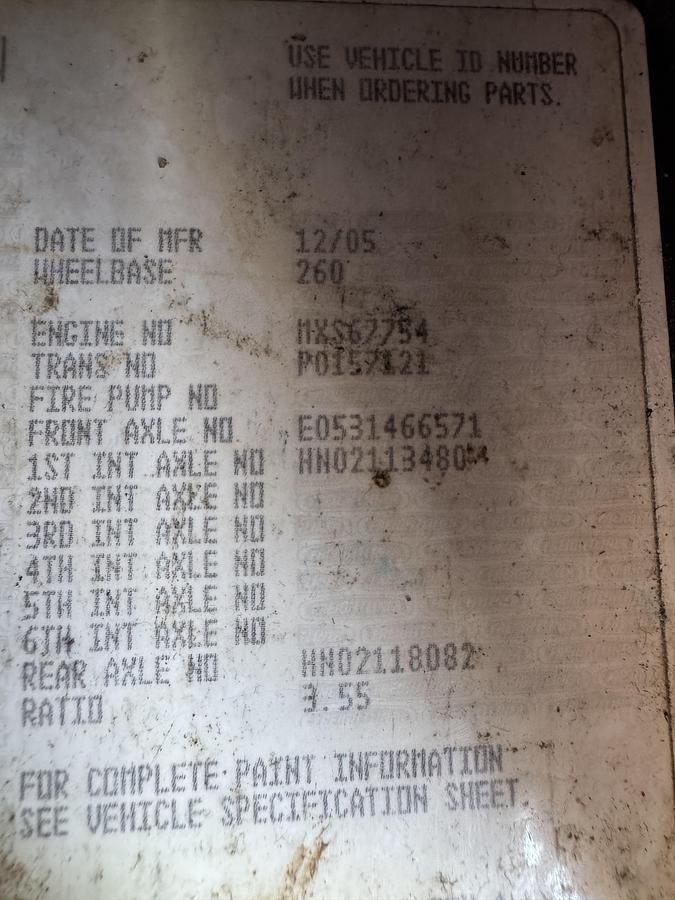 USE VEHICLE ID NUMBER
WHEN ORDERING PARTS.
DATE OF MFR 12/05
WHEELBASE 260
ENGINE NO MXS67754
TRANS NO PO157121
FIRE PUMP NO
FRONT AXLE NO E0531466571
1ST INT AXLE NO HN02113480
2ND INT AXLE NO
3RD INT AXLE NO
4TH INT AXLE NO
5TH INT AXLE NO
6TH INT AXLE NO
REAR AXLE NO HN02118082
RATIO 3.55
FOR COMPLETE PAINT INFORMATION
SEE VEHICLE SPECIFICATION SHEET.